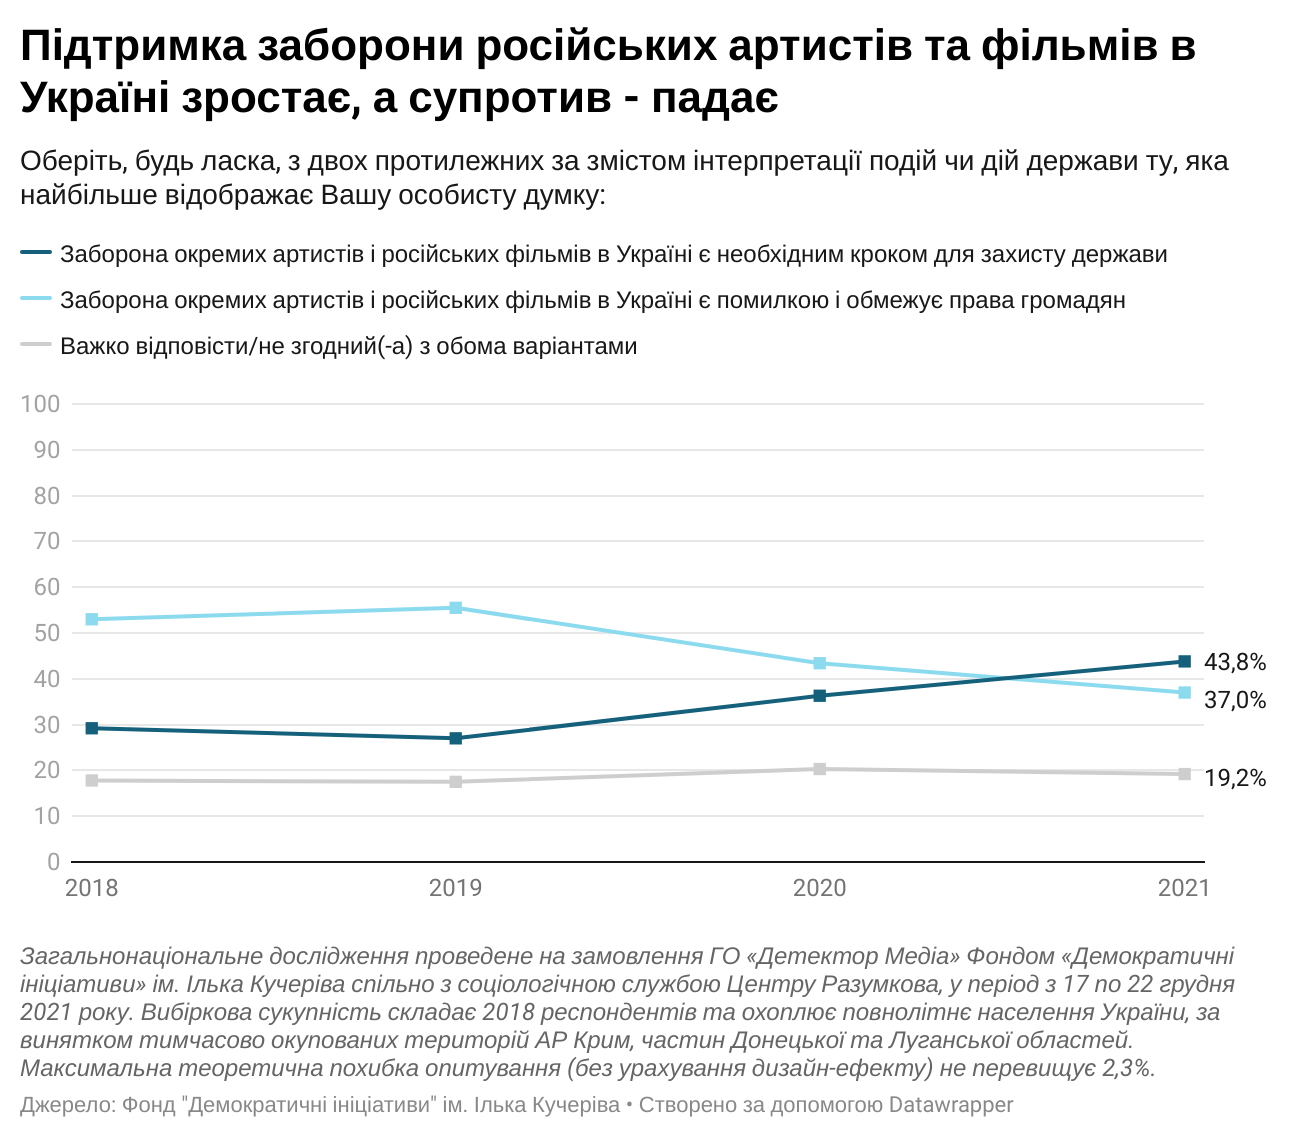 Підтримка заборони російських артистів та фільмів в
Україні зростає, а супротив - падає
Оберіть, будь ласка, з двох протилежних за змістом інтерпретації подій чи дій держави ту, яка
найбільше відображає Вашу особисту думку:
Заборона окремих артистів і російських фільмів в Україні є необхідним кроком для захисту держави
Заборона окремих артистів і російських фільмів в Україні є помилкою і обмежує права громадян
Важко відповісти/не згодний(-а) з обома варіантами
100
90
80
70
60
50
40
30
20
10
0
43,8%
37,0%
19,2%
2018 2019 2020 2021
Загальнонаціональне дослідження проведене на замовлення ГО «Детектор Медіа» Фондом «Демократичні
ініціативи» ім. Ілька Кучеріва спільно з соціологічною службою Центру Разумкова, у період з 17 по 22 грудня
2021 року. Вибіркова сукупність складає 2018 респондентів та охоплює повнолітнє населення України, за
винятком тимчасово окупованих територій АР Крим, частин Донецької та Луганської областей.
Максимальна теоретична похибка опитування (без урахування дизайн-ефекту) не перевищує 2,3%.
Джерело: Фонд "Демократичні ініціативи" ім. Ілька Кучеріва • Створено за допомогою Datawrapper